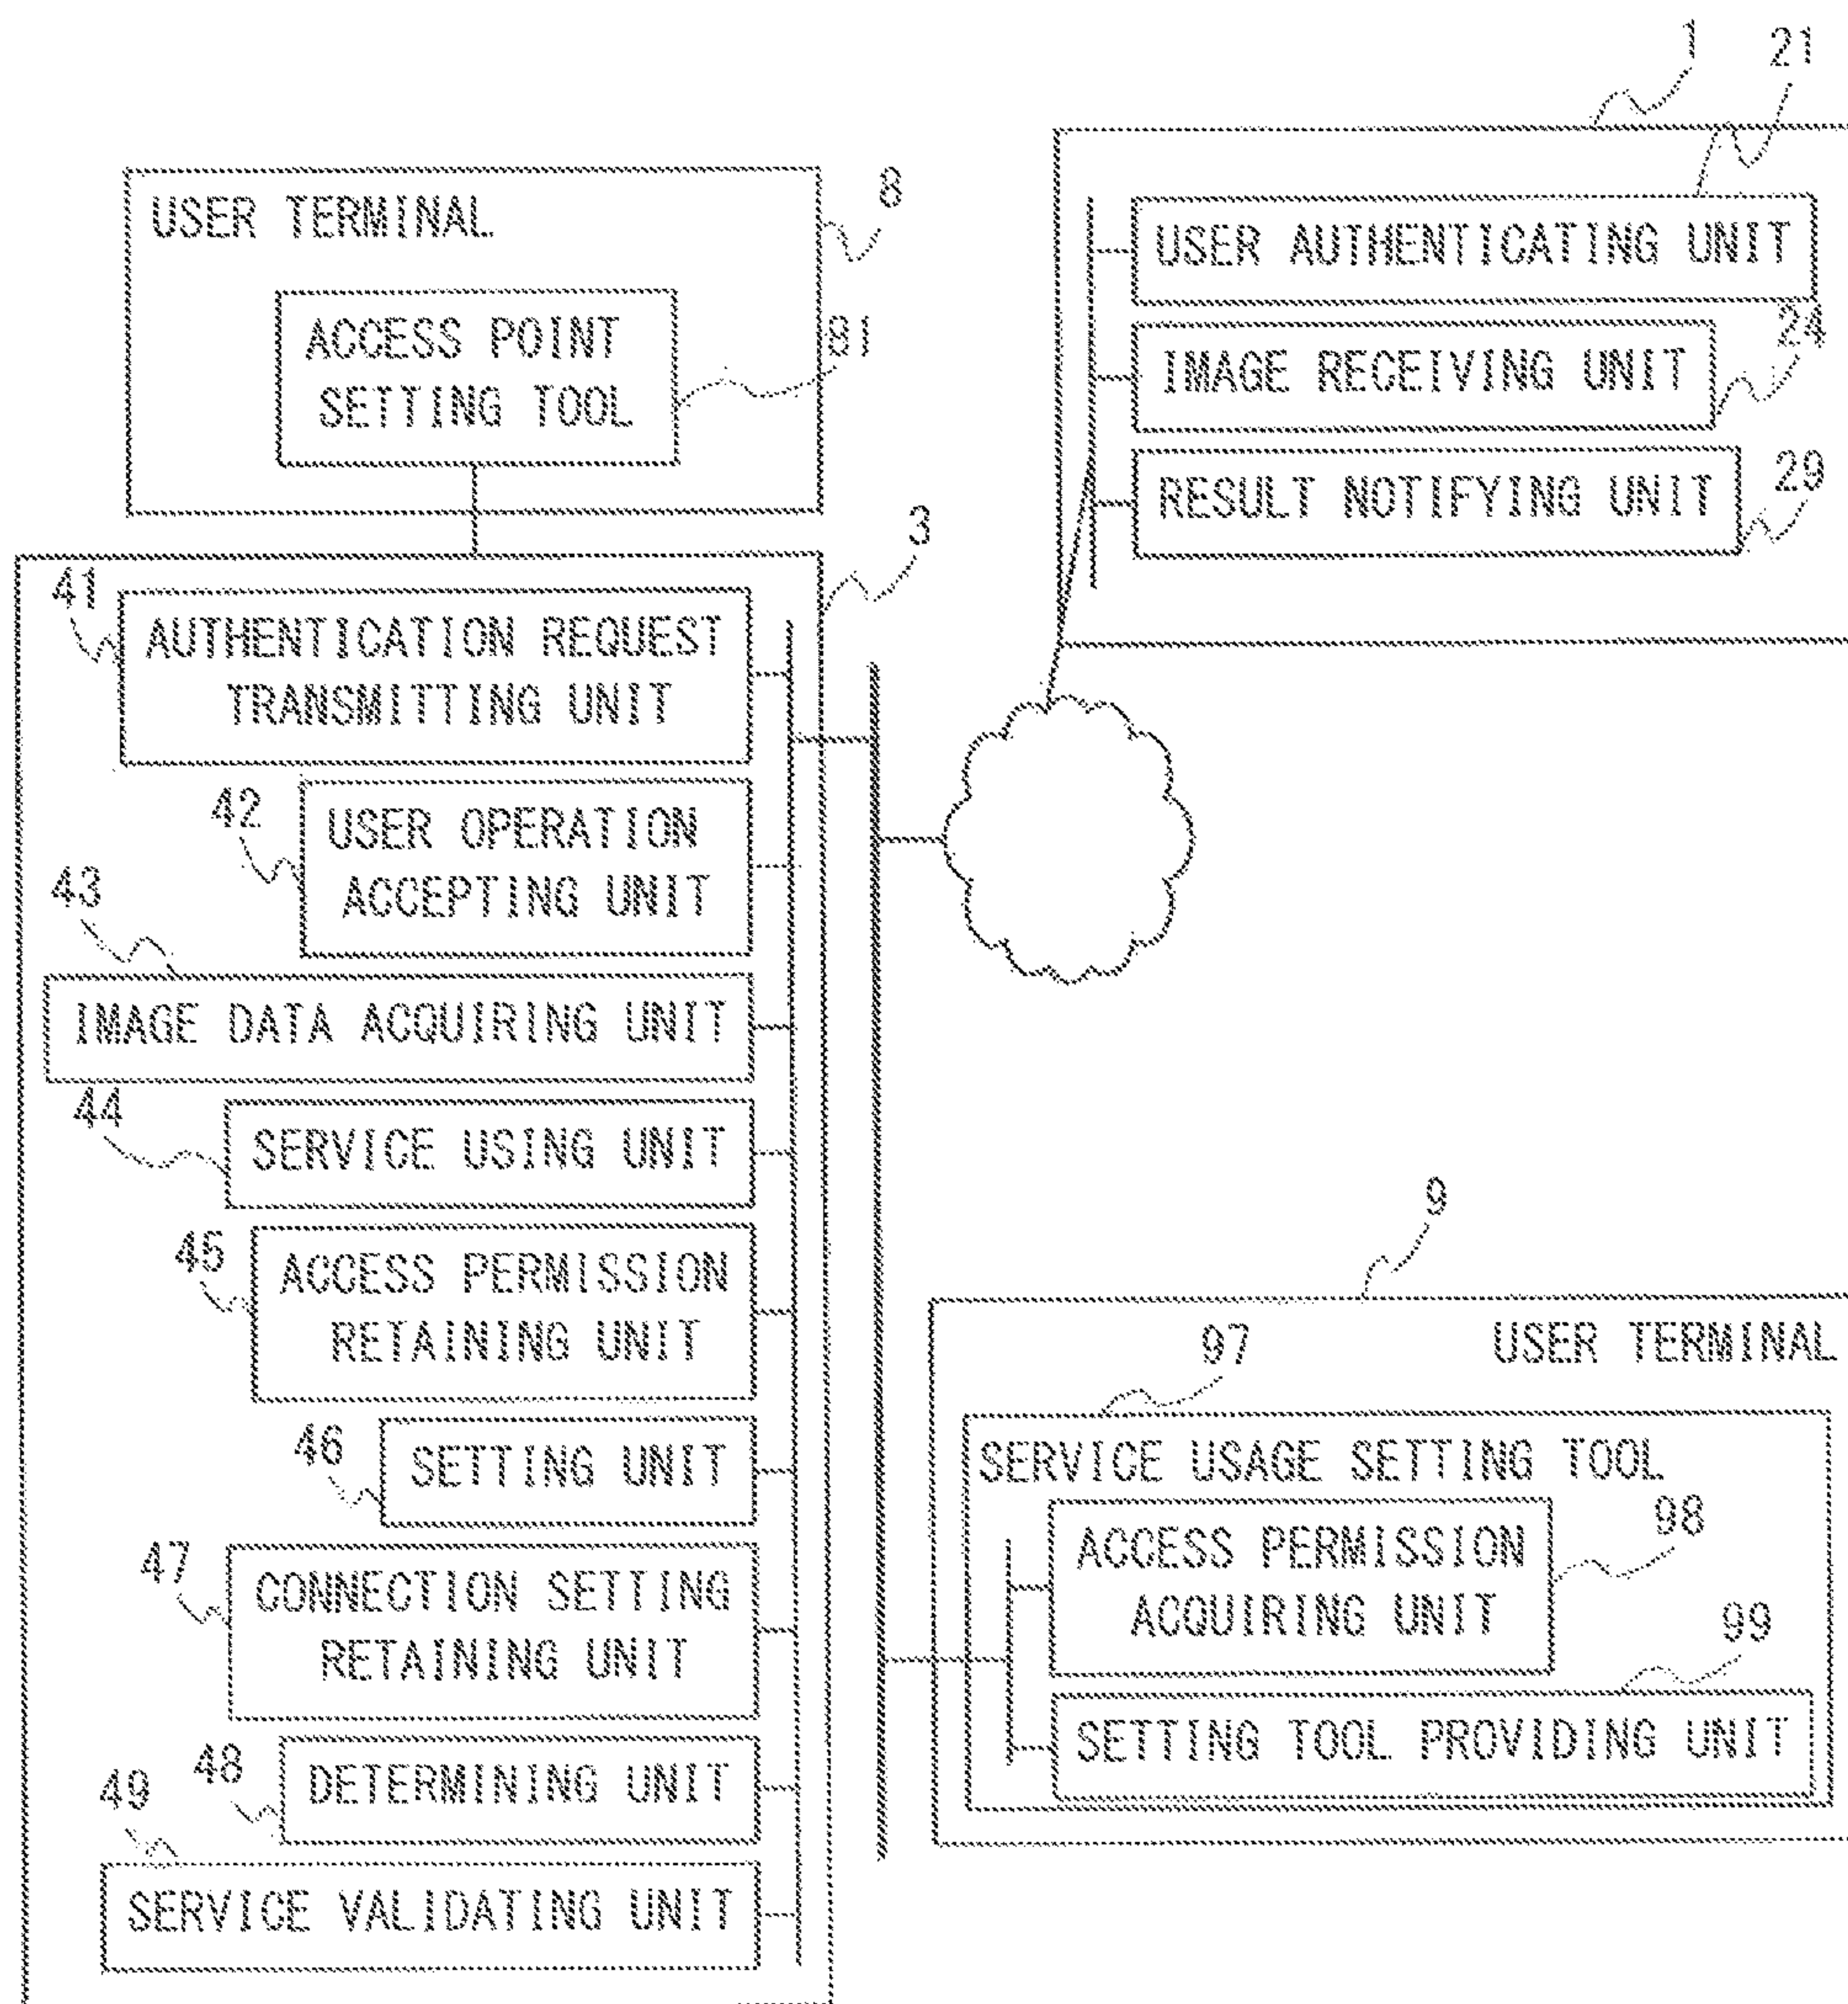 1
21
USER TERMINAL
8
ACCESS POINT
SETTING TOOL
81
USER AUTHENTICATING UNIT
24
IMAGE RECEIVING UNIT
29
RESULT NOTIFYING UNIT
3
41
AUTHENTICATION REQUEST
TRANSMITTING UNIT
42
USER OPERATION
ACCEPTING UNIT
43
IMAGE DATA ACQUIRING UNIT
44
SERVICE USING UNIT
45
ACCESS PERMISSION
RETAINING UNIT
46
SETTING UNIT
47
CONNECTION SETTING
RETAINING UNIT
48
DETERMINING UNIT
49
SERVICE VALIDATING UNIT
9
97
USER TERMINAL
SERVICE USAGE SETTING TOOL
98
ACCESS PERMISSION
ACQUIRING UNIT
99
SETTING TOOL PROVIDING UNIT